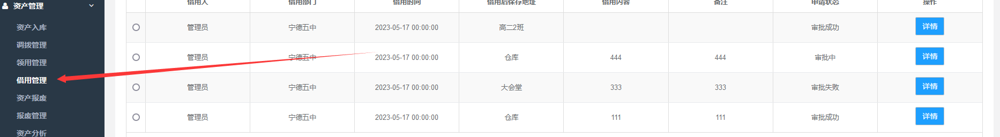 资产管理
资产入库
调拨管理
领用管理
借用管理
资产报废
报废管理
资产分析
借用人 借用部门 借用时间 借用后保存地址 借用内容 备注 申请状态 操作
管理员 宁德五中 2023-05-17 00:00:00 高二2班 审批成功 详情
管理员 宁德五中 2023-05-17 00:00:00 仓库 444 444 审批中 详情
管理员 宁德五中 2023-05-17 00:00:00 大会堂 333 333 审批失败 详情
管理员 宁德五中 2023-05-17 00:00:00 仓库 111 111 审批成功 详情